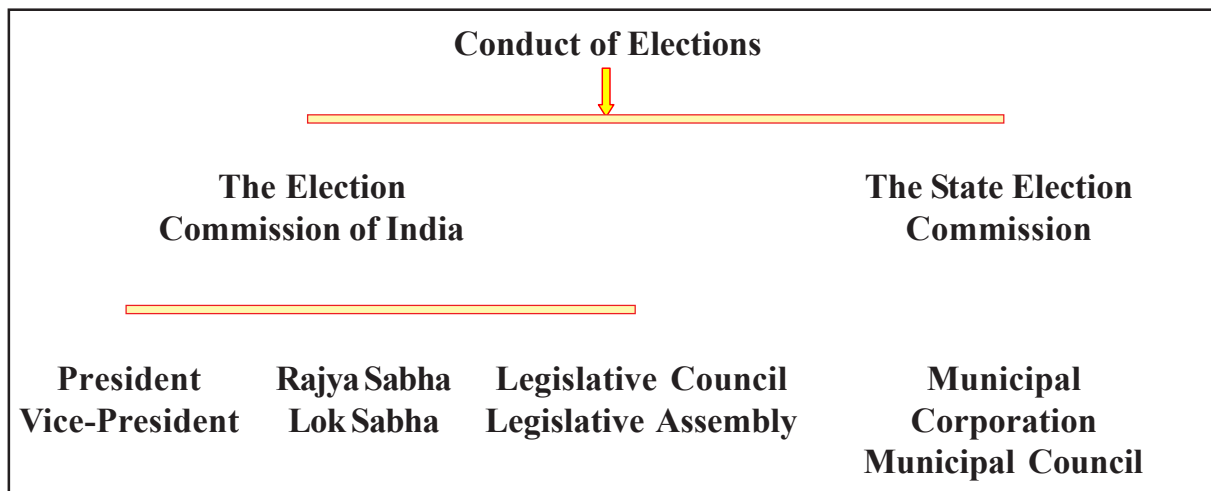 Conduct of Elections
The Election
Commission of India
The State Election
Commission
President
Vice-President
Rajya Sabha
Lok Sabha
Legislative Council
Legislative Assembly
Municipal
Corporation
Municipal Council